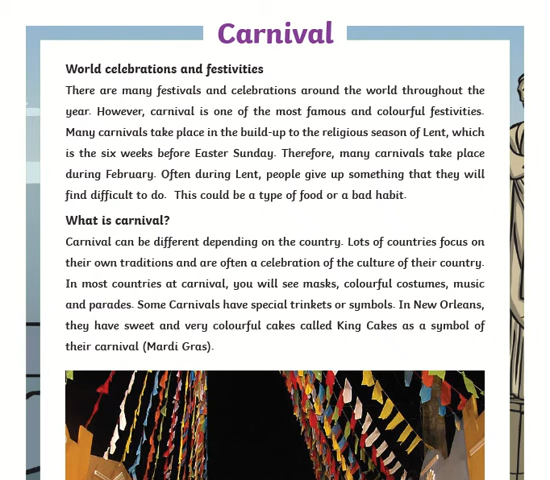 Carnival
World celebrations and festivities
There are many festivals and celebrations around the world throughout the
year. However, carnival is one of the most famous and colourful festivities.
Many carnivals take place in the build-up to the religious season of Lent, which
is the six weeks before Easter Sunday. Therefore, many carnivals take place
during February. Often during Lent, people give up something that they will
find difficult to do. This could be a type of food or a bad habit.
What is carnival?
Carnival can be different depending on the country. Lots of countries focus on
their own traditions and are often a celebration of the culture of their country.
In most countries at carnival, you will see masks, colourful costumes, music
and parades. Some Carnivals have special trinkets or symbols. In New Orleans,
they have sweet and very colourful cakes called King Cakes as a symbol of
their carnival (Mardi Gras).